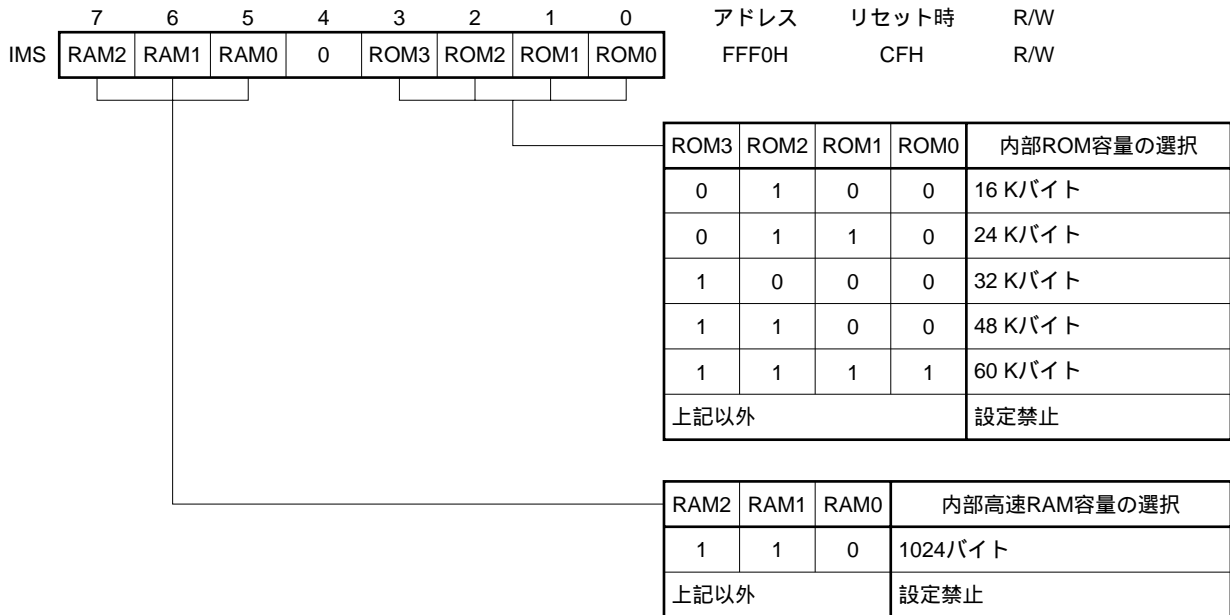 7 6 5 4 3 2 1 0 アドレス リセット時 R/W
IMS RAM2 RAM1 RAM0 0 ROM3 ROM2 ROM1 ROM0 FFF0H CFH R/W
ROM3 ROM2 ROM1 ROM0 内部ROM容量の選択
0 1 0 0 16 Kバイト
0 1 1 0 24 Kバイト
1 0 0 0 32 Kバイト
1 1 0 0 48 Kバイト
1 1 1 1 60 Kバイト
上記以外 設定禁止
RAM2 RAM1 RAM0 内部高速RAM容量の選択
1 1 0 1024バイト
上記以外 設定禁止